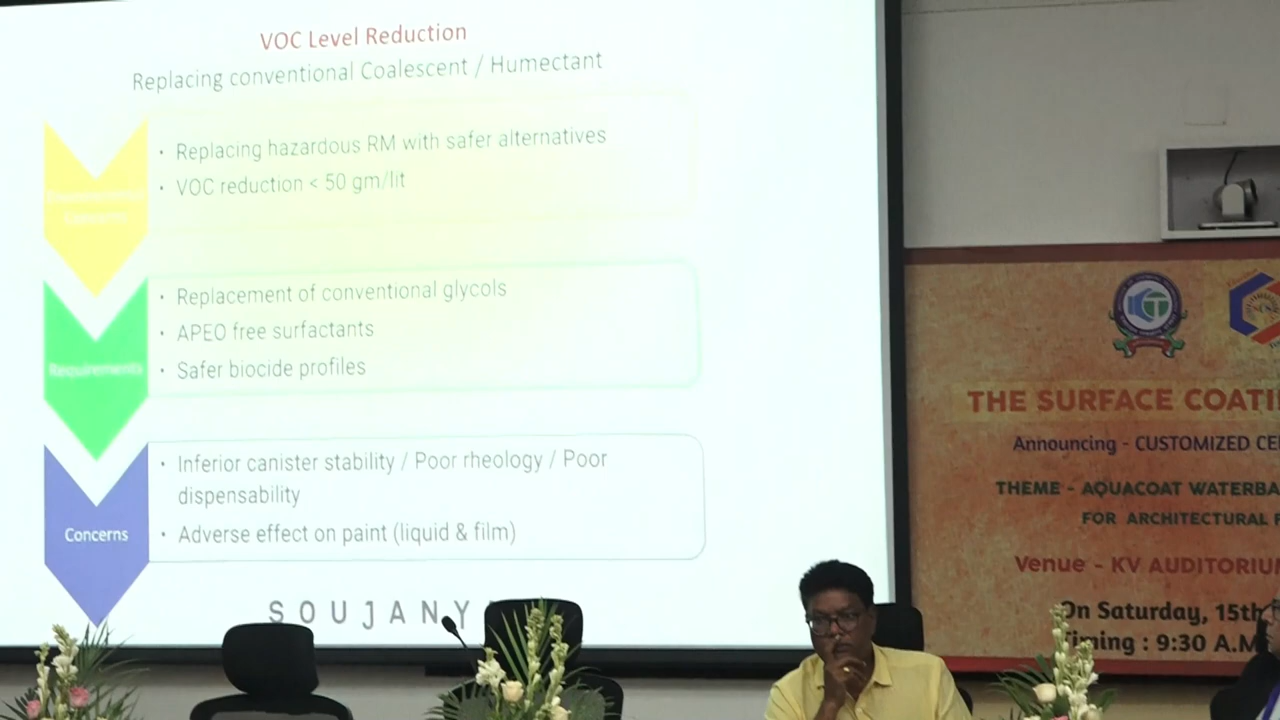 VOC Level Reduction
Replacing conventional Coalescent / Humectant
• Replacing hazardous RM with safer alternatives
• VOC reduction < 50 gm/lit
• Replacement of conventional glycols
• APEO free surfactants
Requirements
• Safer biocide profiles
• Inferior canister stability / Poor rheology / Poor
dispensability
Concerns
• Adverse effect on paint (liquid & film)
SOUJANY
THE SURFACE COATI
Announcing - CUSTOMIZED CE
THEME - AQUACOAT WATERBA
FOR ARCHITECTURAL
Venue - KV AUDITORIUM
On Saturday, 15th
Timing : 9:30 A.M